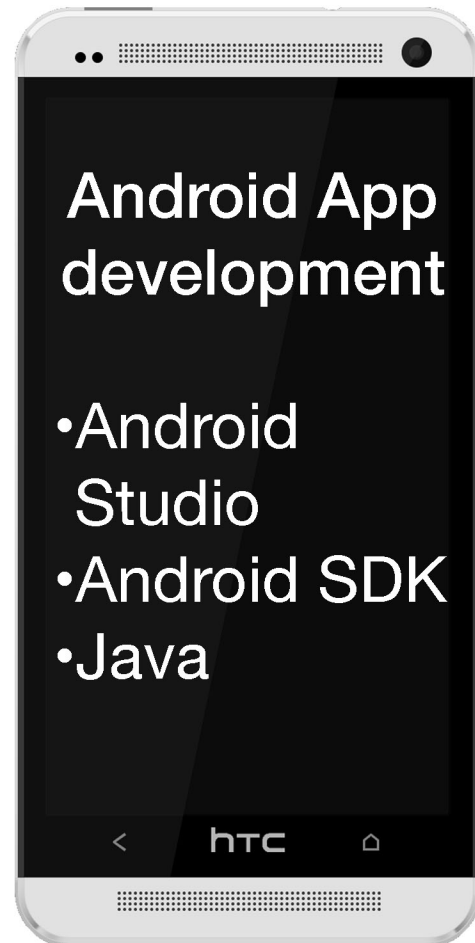 Android App
development
•Android
Studio
•Android SDK
•Java
hTC